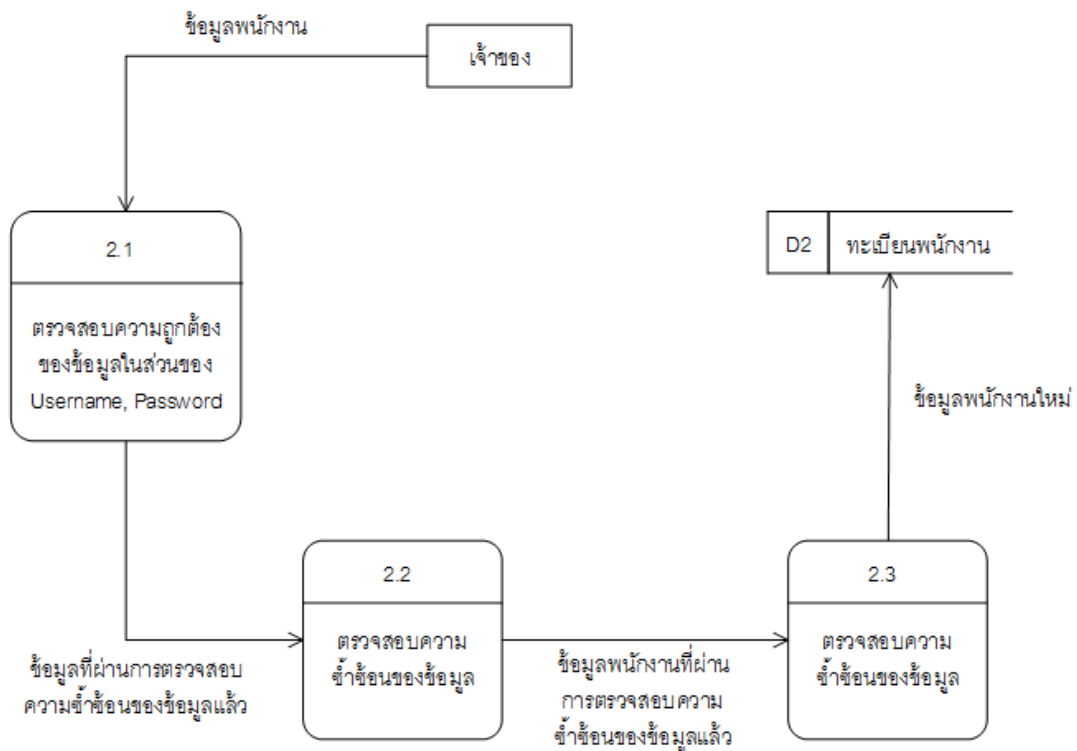 ข้อมูลพนักงาน
เจ้าของ
2.1
ตรวจสอบความถูกต้อง
ของข้อมูลในส่วนของ
Username, Password
D2 ทะเบียนพนักงาน
ข้อมูลพนักงานใหม่
2.2
ตรวจสอบความ
ซ้ำซ้อนของข้อมูล
2.3
ตรวจสอบความ
ซ้ำซ้อนของข้อมูล
ข้อมูลที่ผ่านการตรวจสอบ
ความซ้ำซ้อนของข้อมูลแล้ว
ข้อมูลพนักงานที่ผ่าน
การตรวจสอบความ
ซ้ำซ้อนของข้อมูลแล้ว